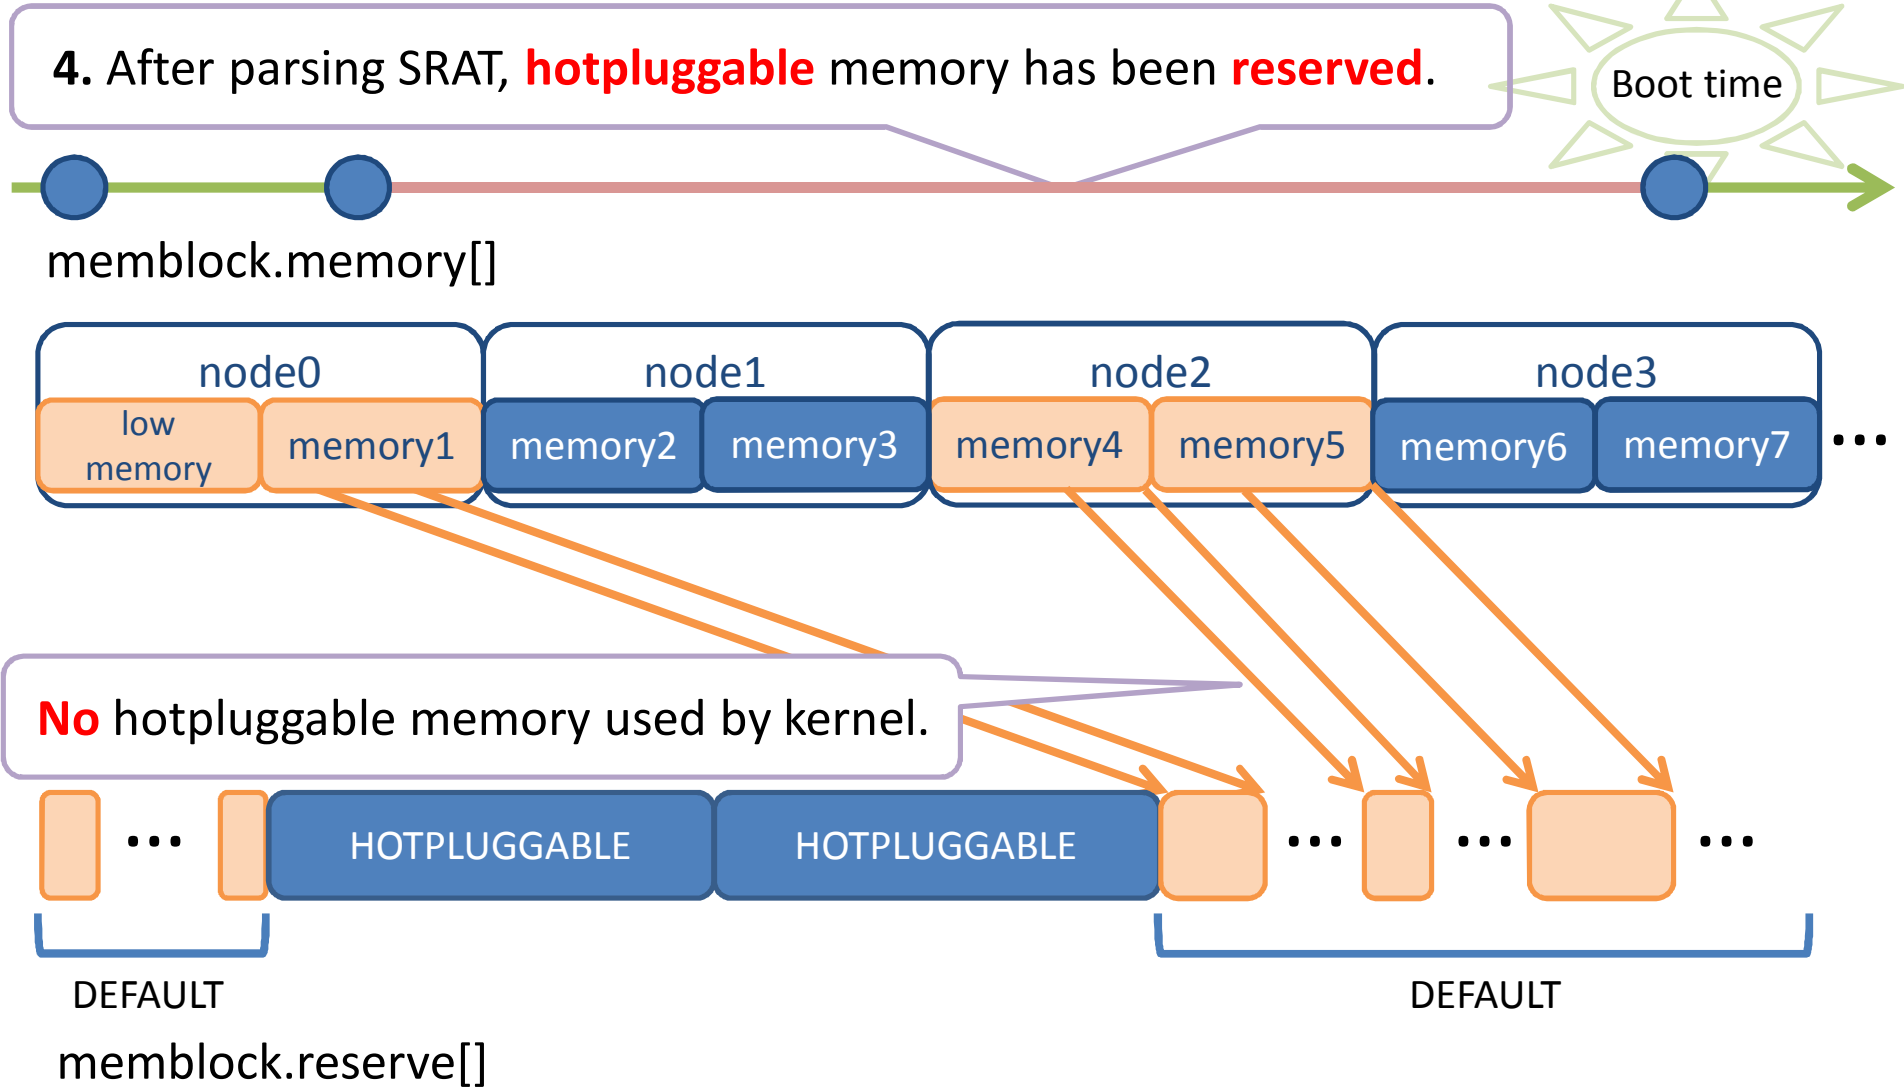 4. After parsing SRAT, hotpluggable memory has been reserved.
Boot time
memblock.memory[]
node0
node1
node2
node3
low
memory
memory1
memory2
memory3
memory4
memory5
memory6
memory7
...
No hotpluggable memory used by kernel.
...
HOTPLUGGABLE
HOTPLUGGABLE
...
...
...
DEFAULT
DEFAULT
memblock.reserve[]